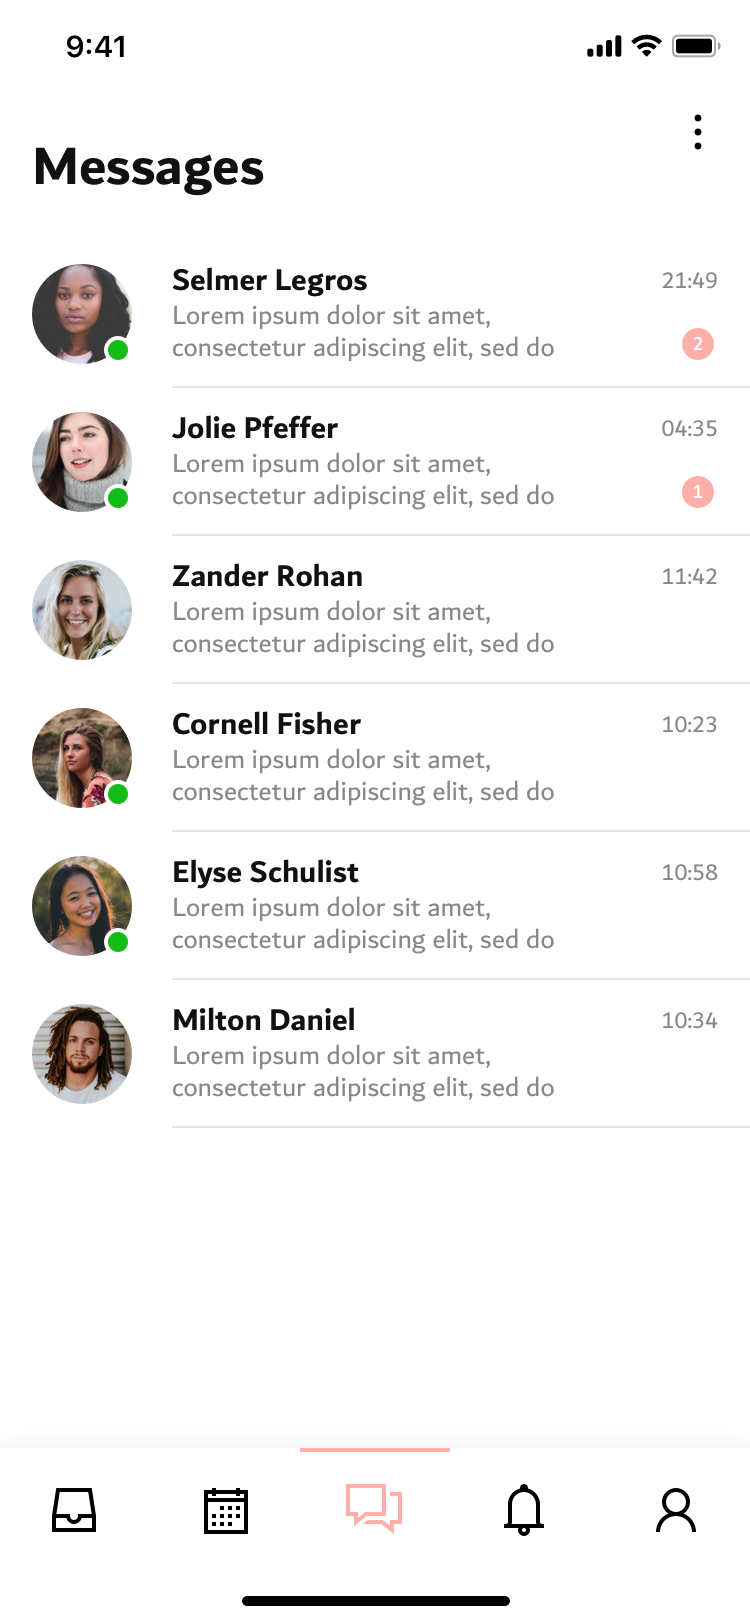 9:41
Messages
Selmer Legros 21:49
Lorem ipsum dolor sit amet,
consectetur adipiscing elit, sed do 2
Jolie Pfeffer 04:35
Lorem ipsum dolor sit amet,
consectetur adipiscing elit, sed do 1
Zander Rohan 11:42
Lorem ipsum dolor sit amet,
consectetur adipiscing elit, sed do
Cornell Fisher 10:23
Lorem ipsum dolor sit amet,
consectetur adipiscing elit, sed do
Elyse Schulist 10:58
Lorem ipsum dolor sit amet,
consectetur adipiscing elit, sed do
Milton Daniel 10:34
Lorem ipsum dolor sit amet,
consectetur adipiscing elit, sed do